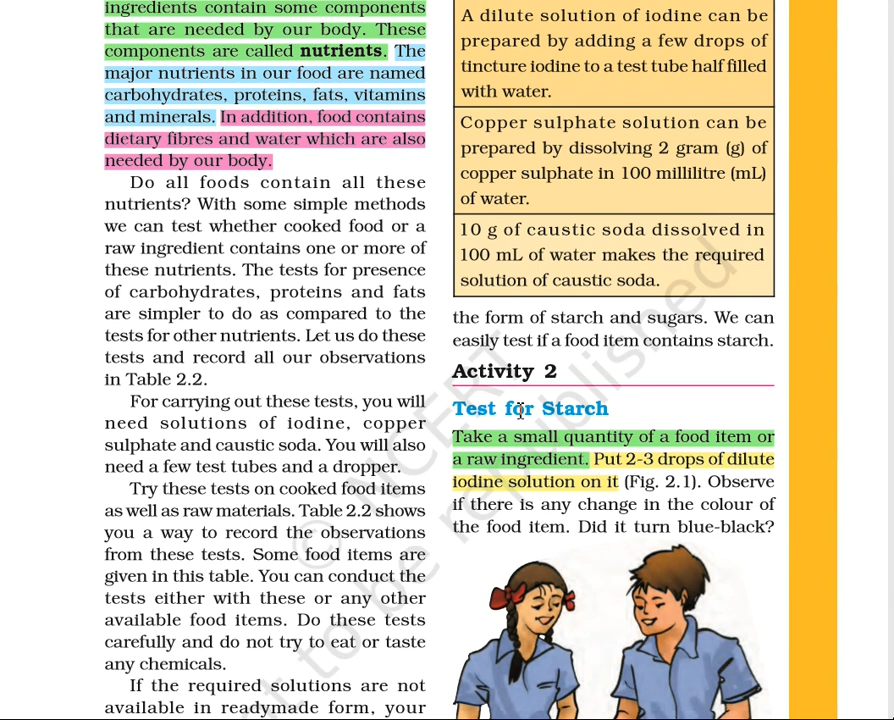 ingredients contain some components
that are needed by our body. These
components are called nutrients. The
major nutrients in our food are named
carbohydrates, proteins, fats, vitamins
and minerals. In addition, food contains
dietary fibres and water which are also
needed by our body.
Do all foods contain all these
nutrients? With some simple methods
we can test whether cooked food or a
raw ingredient contains one or more of
these nutrients. The tests for presence
of carbohydrates, proteins and fats
are simpler to do as compared to the
tests for other nutrients. Let us do these
tests and record all our observations
in Table 2.2.
For carrying out these tests, you will
need solutions of iodine, copper
sulphate and caustic soda. You will also
need a few test tubes and a dropper.
Try these tests on cooked food items
as well as raw materials. Table 2.2 shows
you a way to record the observations
from these tests. Some food items are
given in this table. You can conduct the
tests either with these or any other
available food items. Do these tests
carefully and do not try to eat or taste
any chemicals.
If the required solutions are not
available in readymade form, your
A dilute solution of iodine can be
prepared by adding a few drops of
tincture iodine to a test tube half filled
with water.
Copper sulphate solution can be
prepared by dissolving 2 gram (g) of
copper sulphate in 100 millilitre (mL)
of water.
10 g of caustic soda dissolved in
100 mL of water makes the required
solution of caustic soda.
the form of starch and sugars. We can
easily test if a food item contains starch.
Activity 2
Test for Starch
Take a small quantity of a food item or
a raw ingredient. Put 2-3 drops of dilute
iodine solution on it (Fig. 2.1). Observe
if there is any change in the colour of
the food item. Did it turn blue-black?
© NCERT
to be republished